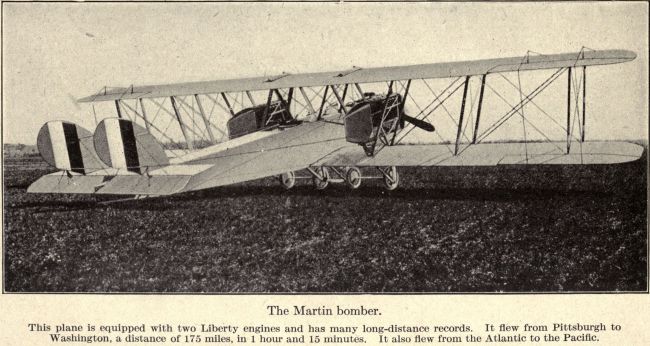 The Martin bomber.
This plane is equipped with two Liberty engines and has many long-distance records. It flew from Pittsburgh to
Washington, a distance of 175 miles, in 1 hour and 15 minutes. It also flew from the Atlantic to the Pacific.